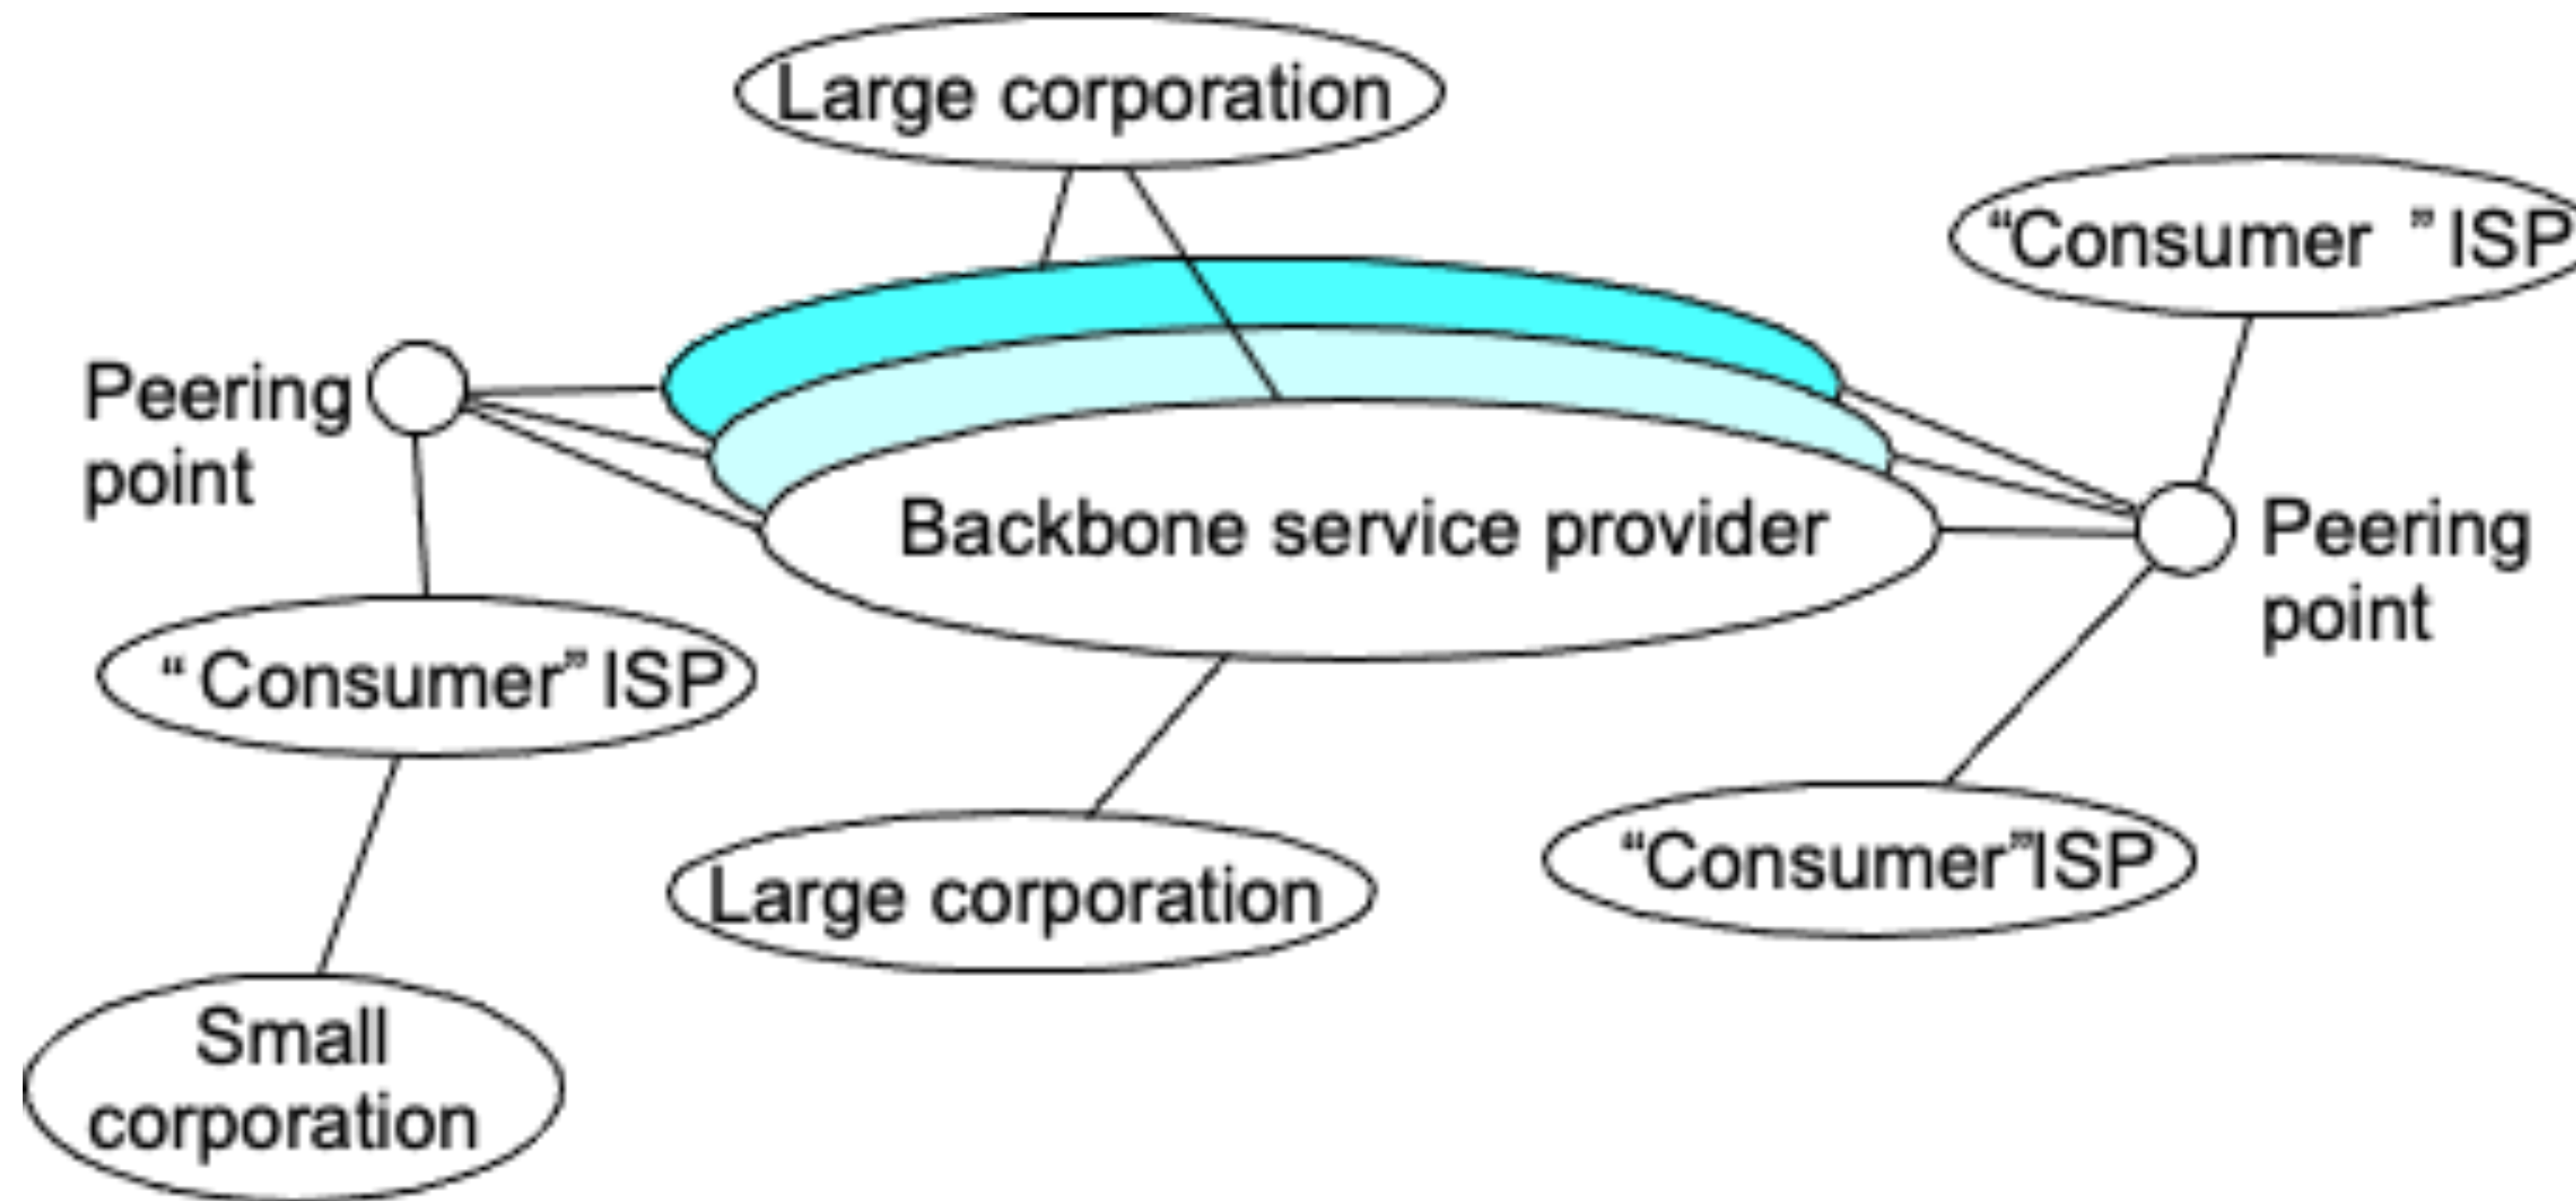 Large corporation
“Consumer ” ISP
Peering
point
Backbone service provider
Peering
point
“ Consumer” ISP
“Consumer”ISP
Large corporation
Small
corporation